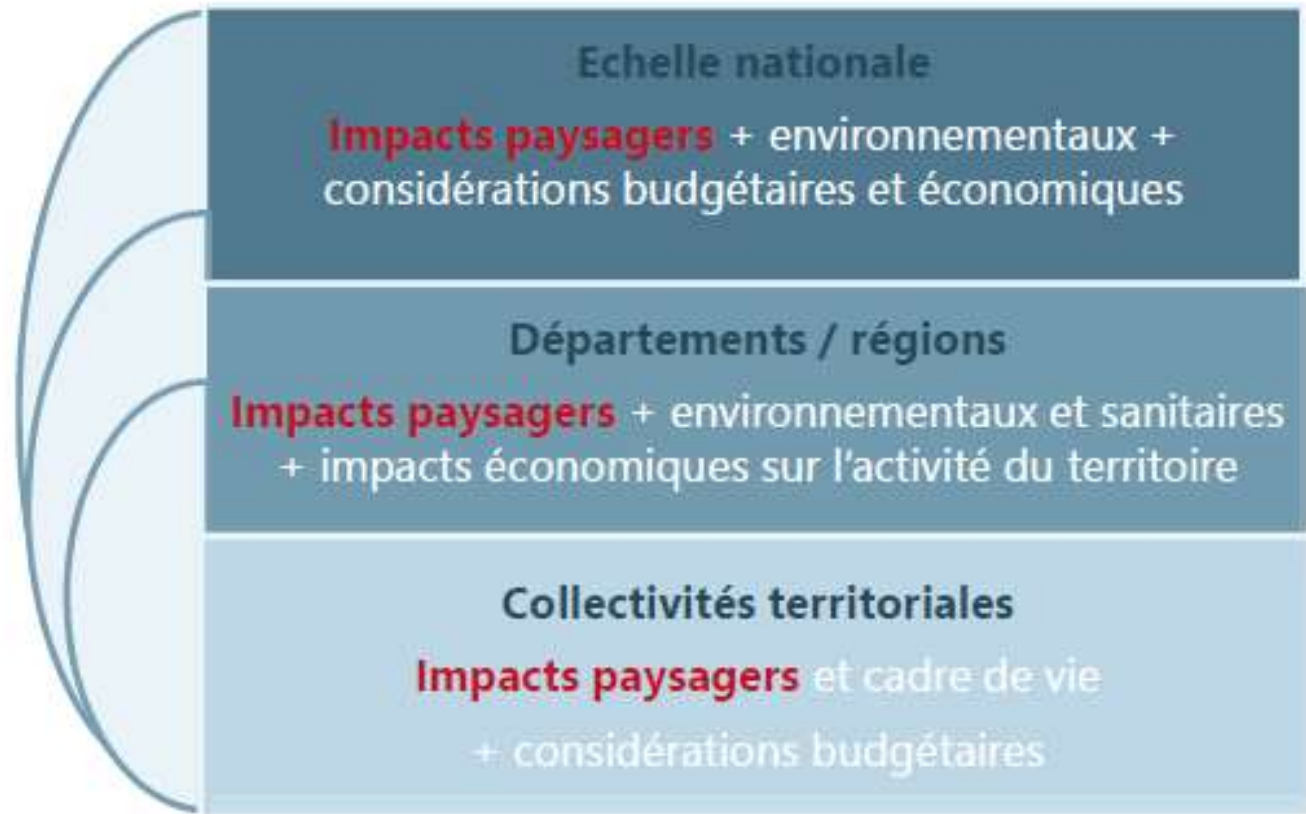 Echelle nationale
Impacts paysagers + environnementaux +
considérations budgétaires et économiques
Départements / régions
Impacts paysagers + environnementaux et sanitaires
+ impacts économiques sur l'activité du territoire
Collectivités territoriales
Impacts paysagers et cadre de vie
+ considérations budgétaires